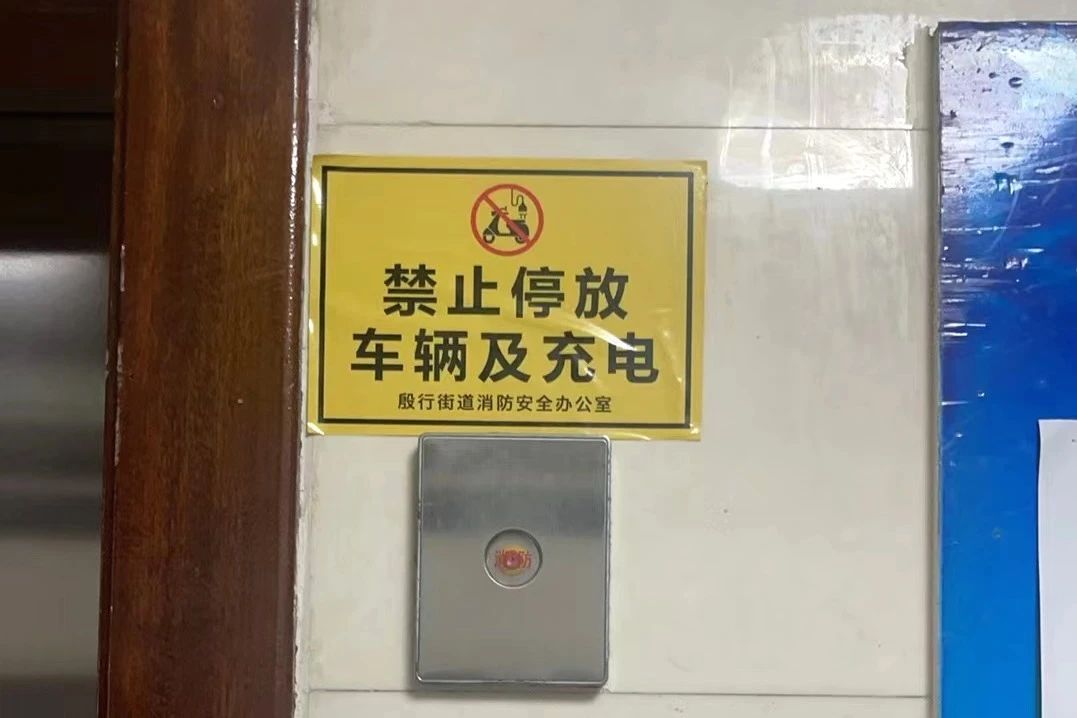 禁止停放
车辆及充电
殷行街道消防安全办公室
消防